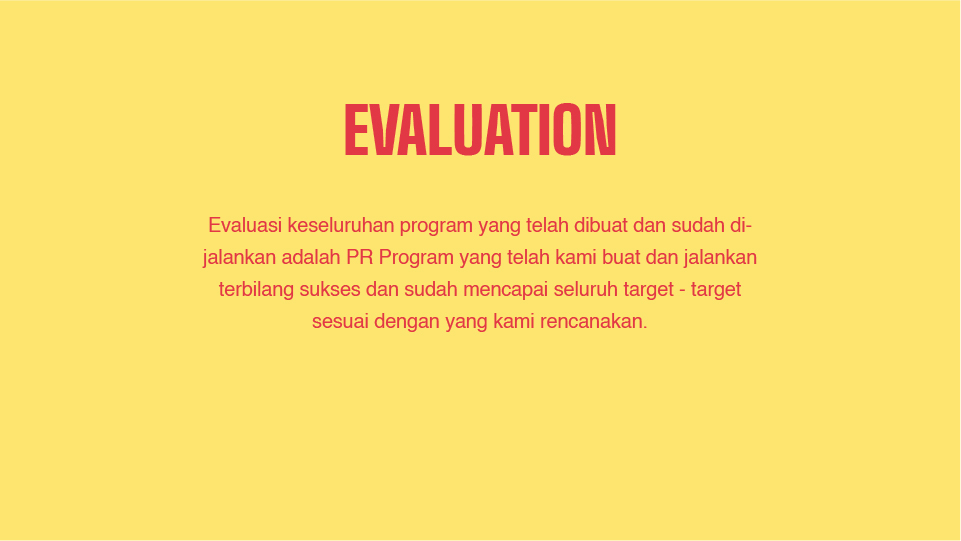 EVALUATION
Evaluasi keseluruhan program yang telah dibuat dan sudah di-
jalankan adalah PR Program yang telah kami buat dan jalankan
terbilang sukses dan sudah mencapai seluruh target - target
sesuai dengan yang kami rencanakan.